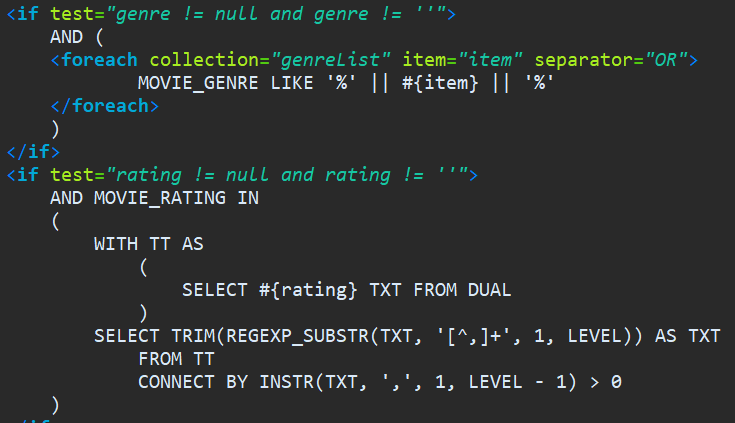 <if test="genre != null and genre != ''">
    AND (
    <foreach collection="genreList" item="item" separator="OR">
            MOVIE_GENRE LIKE '%' || #{item} || '%'
    </foreach>
    )
</if>
<if test="rating != null and rating != ''">
    AND MOVIE_RATING IN
    (
        WITH TT AS
            (
                SELECT #{rating} TXT FROM DUAL
            )
        SELECT TRIM(REGEXP_SUBSTR(TXT, '[^,]+', 1, LEVEL)) AS TXT
            FROM TT
            CONNECT BY INSTR(TXT, ',', 1, LEVEL - 1) > 0
    )